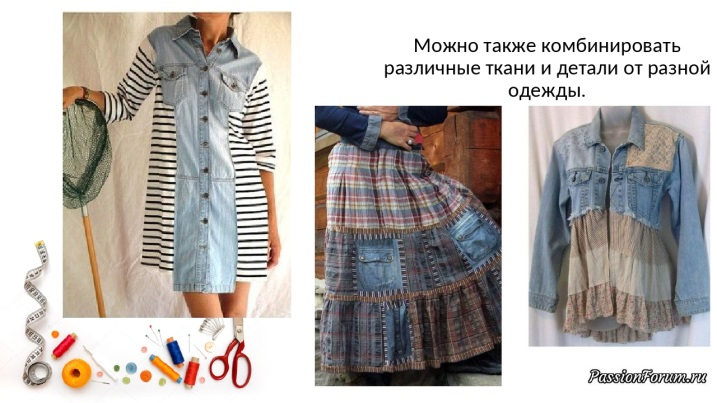 Можно также комбинировать
различные ткани и детали от разной
одежды.
PassionForum.ru